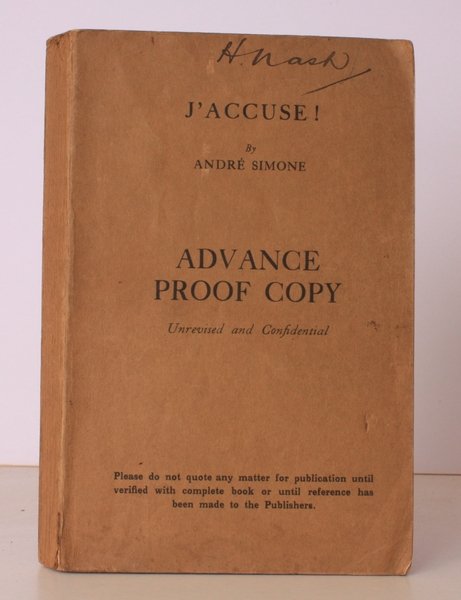 H. Nash
J'ACCUSE!
By
ANDRÉ SIMONE
ADVANCE
PROOF COPY
Unrevised and Confidential
Please do not quote any matter for publication until
verified with complete book or until reference has
been made to the Publishers.